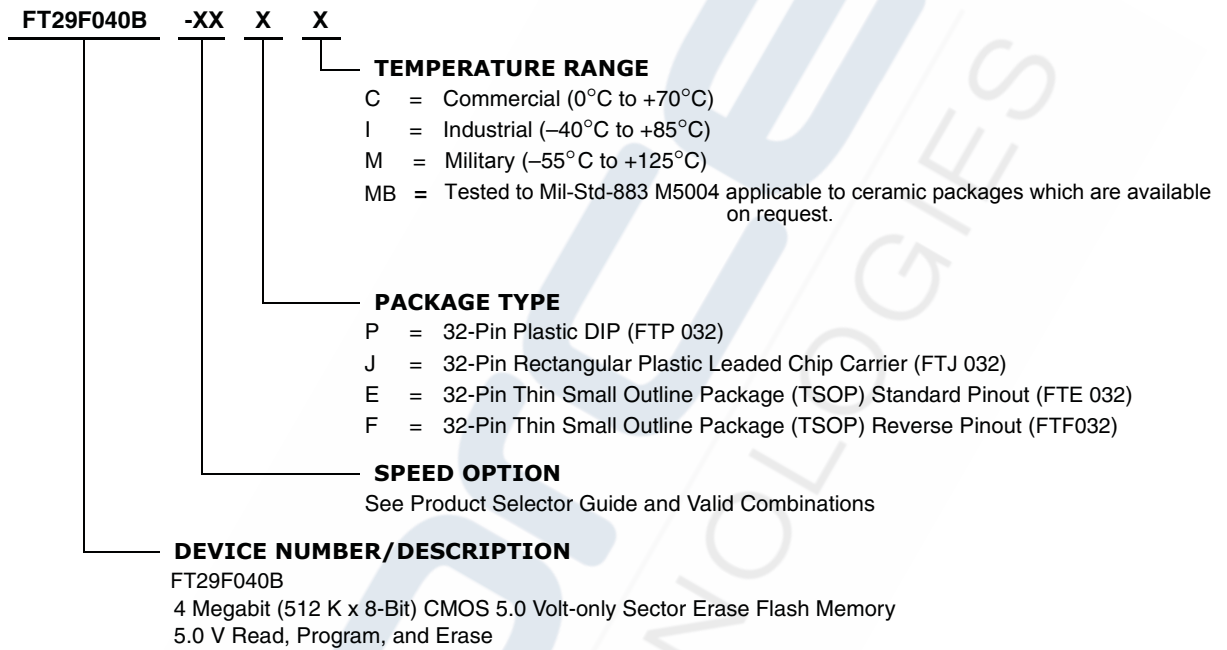 FT29F040B -XX X X
TEMPERATURE RANGE
C = Commercial (0°C to +70°C)
I = Industrial (–40°C to +85°C)
M = Military (–55°C to +125°C)
MB = Tested to Mil-Std-883 M5004 applicable to ceramic packages which are available
on request.
PACKAGE TYPE
P = 32-Pin Plastic DIP (FTP 032)
J = 32-Pin Rectangular Plastic Leaded Chip Carrier (FTJ 032)
E = 32-Pin Thin Small Outline Package (TSOP) Standard Pinout (FTE 032)
F = 32-Pin Thin Small Outline Package (TSOP) Reverse Pinout (FTF032)
SPEED OPTION
See Product Selector Guide and Valid Combinations
DEVICE NUMBER/DESCRIPTION
FT29F040B
4 Megabit (512 K x 8-Bit) CMOS 5.0 Volt-only Sector Erase Flash Memory
5.0 V Read, Program, and Erase